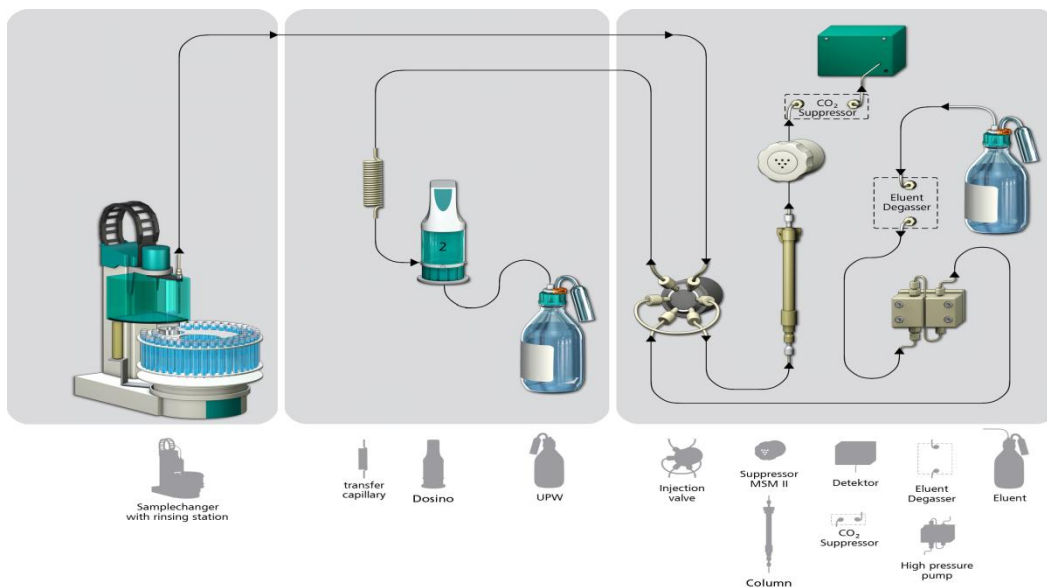 CO₂
Suppressor
Eluent
Degasser
2
Samplechanger
with rinsing station
transfer
capillary
Dosino
UPW
Injection
valve
Suppressor
MSM II
Detektor
Eluent
Degasser
Eluent
CO₂
Suppressor
High pressure
pump
Column